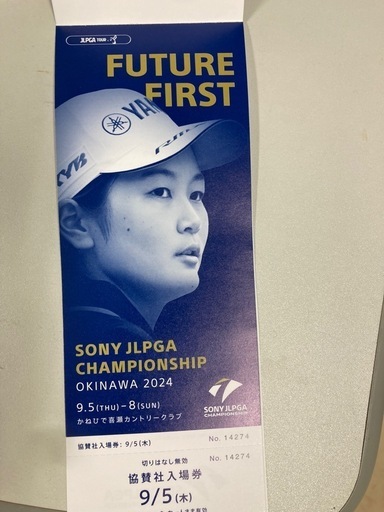 JLPGA TOUR
FUTURE
FIRST
YAMA
KYB
SONY JLPGA
CHAMPIONSHIP
OKINAWA 2024
9.5(THU)-8(SUN)
かねひで喜瀬カントリークラブ
SONY JLPGA
CHAMPIONSHIP
協賛社入場券: 9/5(木) No. 14274
切りはなし無効 No. 14274
協賛社入場券
9/5(木)